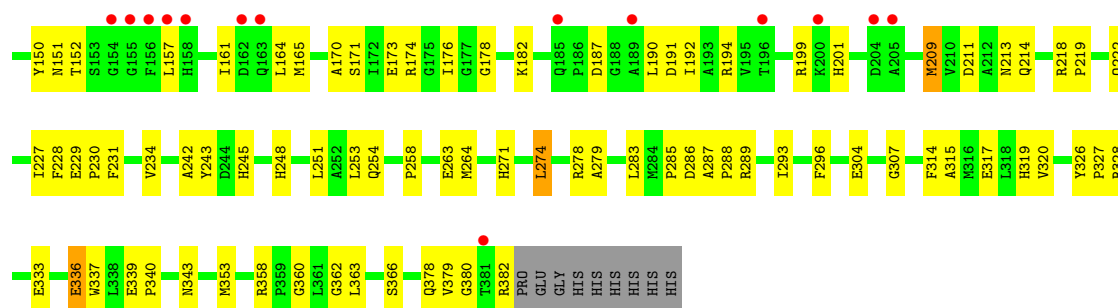 Y150 N151 T152 S153 G154 G155 F156 L157 H158 I161 D162 Q163 L164 M165 A170 S171 I172 E173 R174 G175 I176 G177 G178 K182 Q185 P186 D187 G188 A189 L190 D191 I192 A193 R194 V195 T196 R199 K200 H201 D204 A205 M209 V210 D211 A212 N213 Q214 R218 P219
I227 F228 E229 P230 F231 V234 A242 Y243 D244 H245 H248 L251 A252 L253 Q254 P258 E263 M264 H271 L274 R278 A279 L283 M284 P285 D286 A287 P288 R289 I293 F296 E304 G307 F314 A315 M316 E317 L318 H319 V320 Y326 P327
E333 E336 W337 L338 E339 P340 N343 M353 R358 P359 G360 L361 G362 L363 S366 Q378 V379 G380 T381 R382 PRO GLU GLY HIS HIS HIS HIS HIS HIS